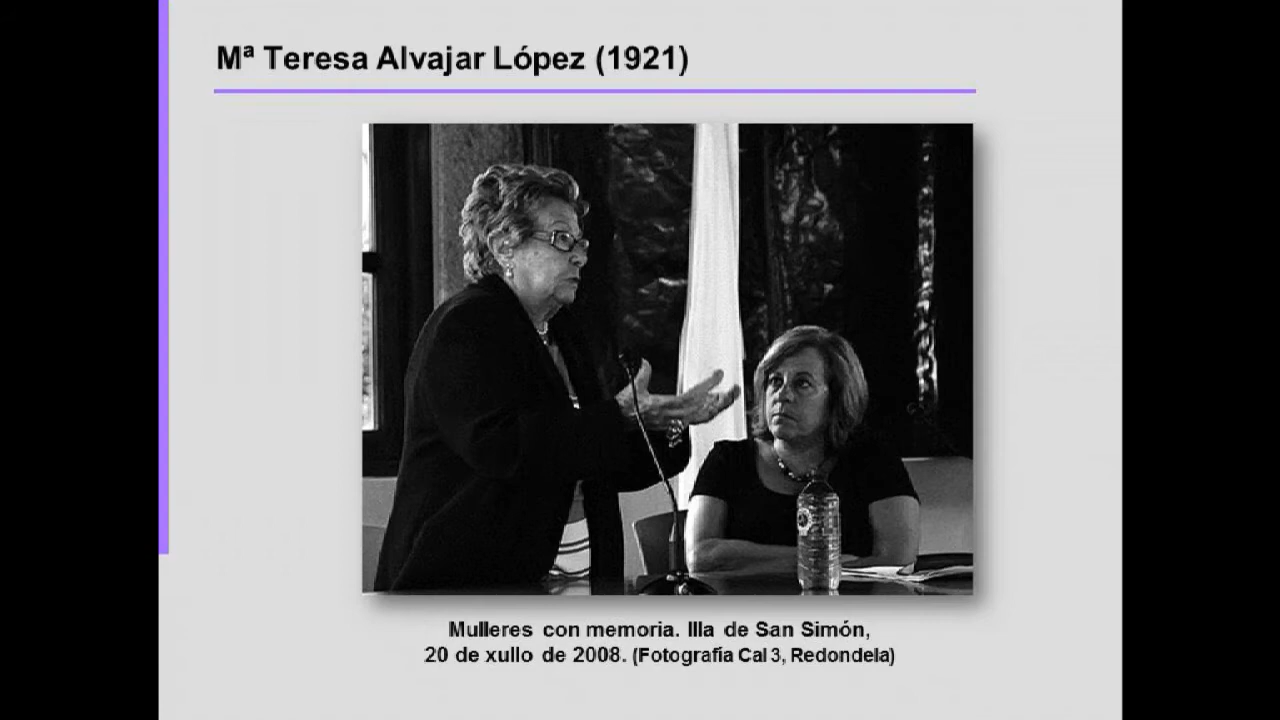 Mª Teresa Alvajar López (1921)
Mulleres con memoria. Illa de San Simón,
20 de xullo de 2008. (Fotografía Cal 3, Redondela)